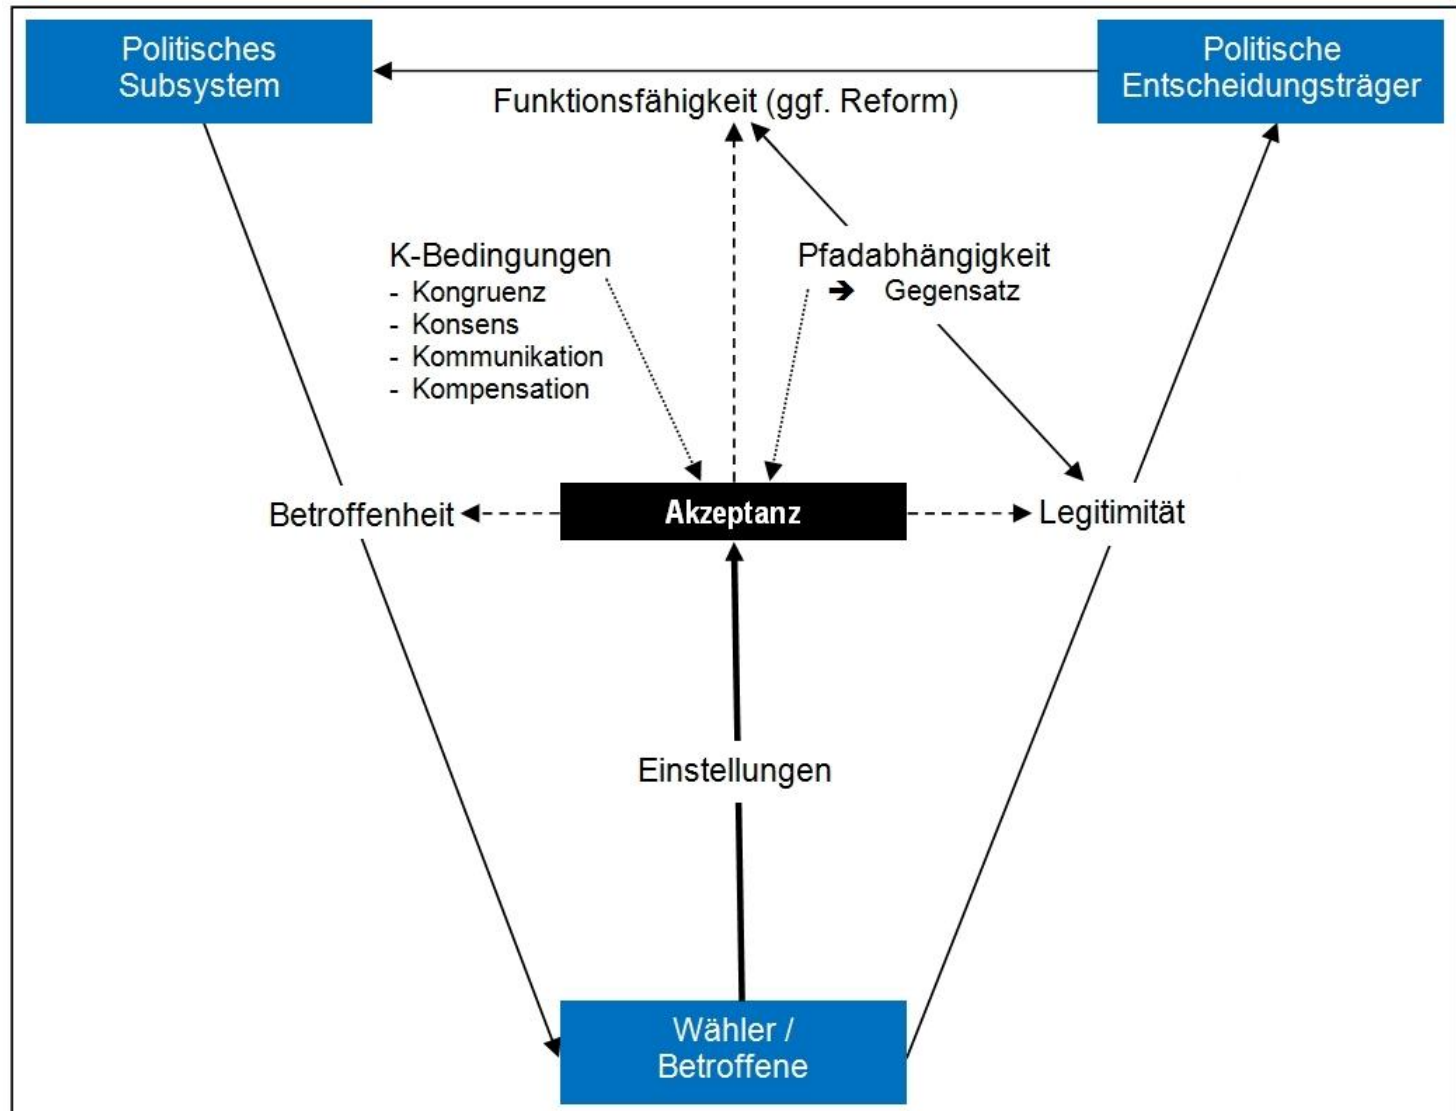 Politisches
Subsystem
Politische
Entscheidungsträger
Funktionsfähigkeit (ggf. Reform)
K-Bedingungen
- Kongruenz
- Konsens
- Kommunikation
- Kompensation
Pfadabhängigkeit
➔ Gegensatz
Betroffenheit
Akzeptanz
Legitimität
Einstellungen
Wähler /
Betroffene